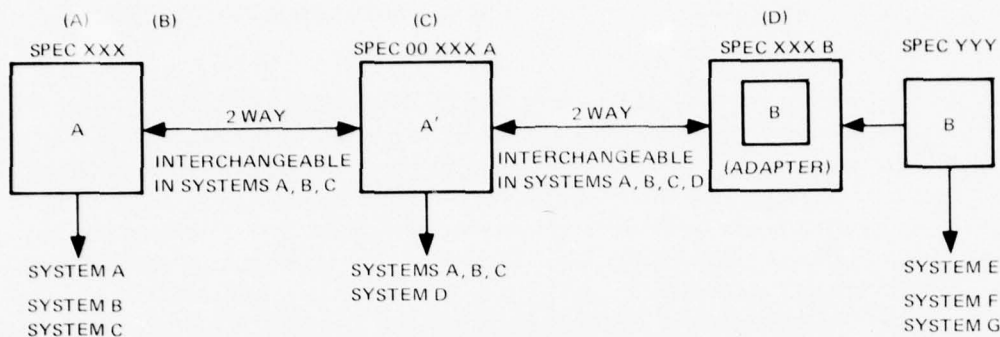 (A) (B) (C) (D)
SPEC XXX SPEC 00 XXX A SPEC XXX B SPEC YYY
A 2 WAY A′ 2 WAY B B
INTERCHANGEABLE
IN SYSTEMS A, B, C
INTERCHANGEABLE
IN SYSTEMS A, B, C, D
(ADAPTER)
SYSTEM A
SYSTEM B
SYSTEM C
SYSTEMS A, B, C
SYSTEM D
SYSTEM E
SYSTEM F
SYSTEM G